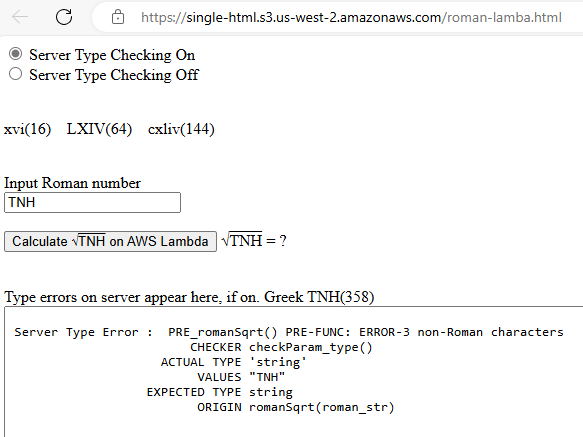 https://single-html.s3.us-west-2.amazonaws.com/roman-lamba.html
Server Type Checking On
Server Type Checking Off
xvi(16) LXIV(64) cxliv(144)
Input Roman number
TNH
Calculate √TNH on AWS Lambda √TNH = ?
Type errors on server appear here, if on. Greek TNH(358)
Server Type Error : PRE_romanSqrt() PRE-FUNC: ERROR-3 non-Roman characters
CHECKER checkParam_type()
ACTUAL TYPE 'string'
VALUES "TNH"
EXPECTED TYPE string
ORIGIN romanSqrt(roman_str)